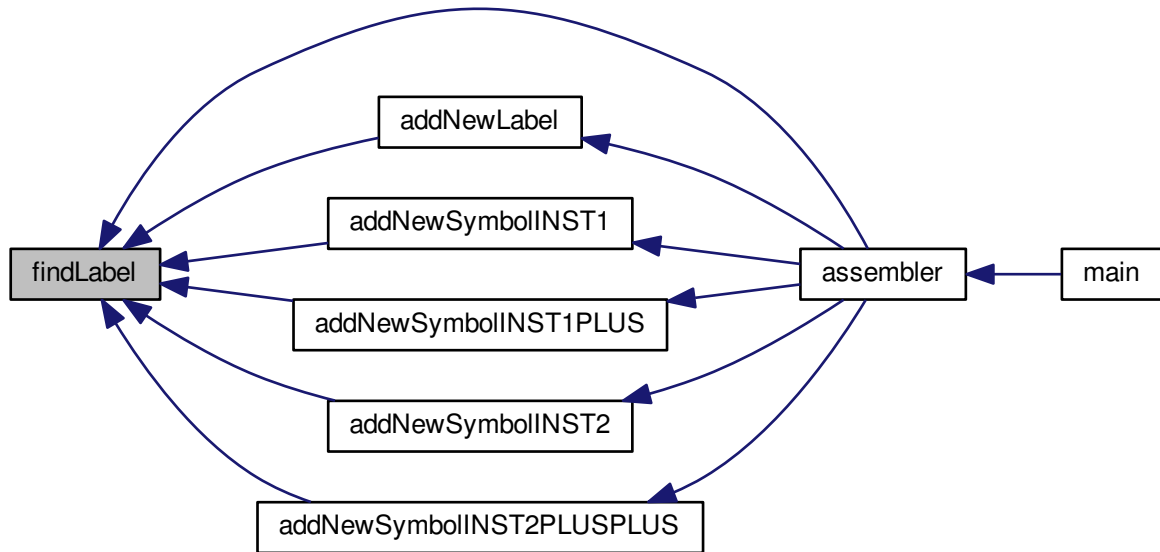 addNewLabel
addNewSymbolINST1
findLabel
assembler
main
addNewSymbolINST1PLUS
addNewSymbolINST2
addNewSymbolINST2PLUSPLUS